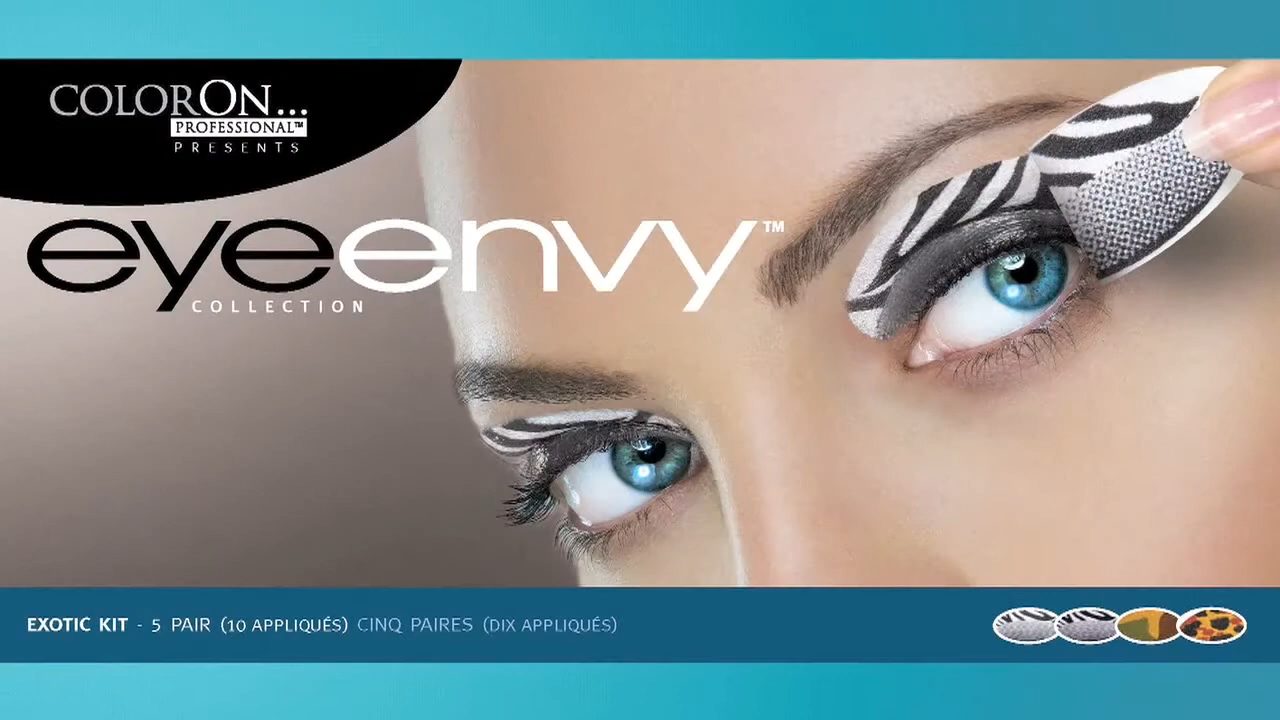 COLORON...
PROFESSIONAL™
PRESENTS
eyeenvy™
COLLECTION
EXOTIC KIT - 5 PAIR (10 APPLIQUÉS) CINQ PAIRES (DIX APPLIQUÉS)